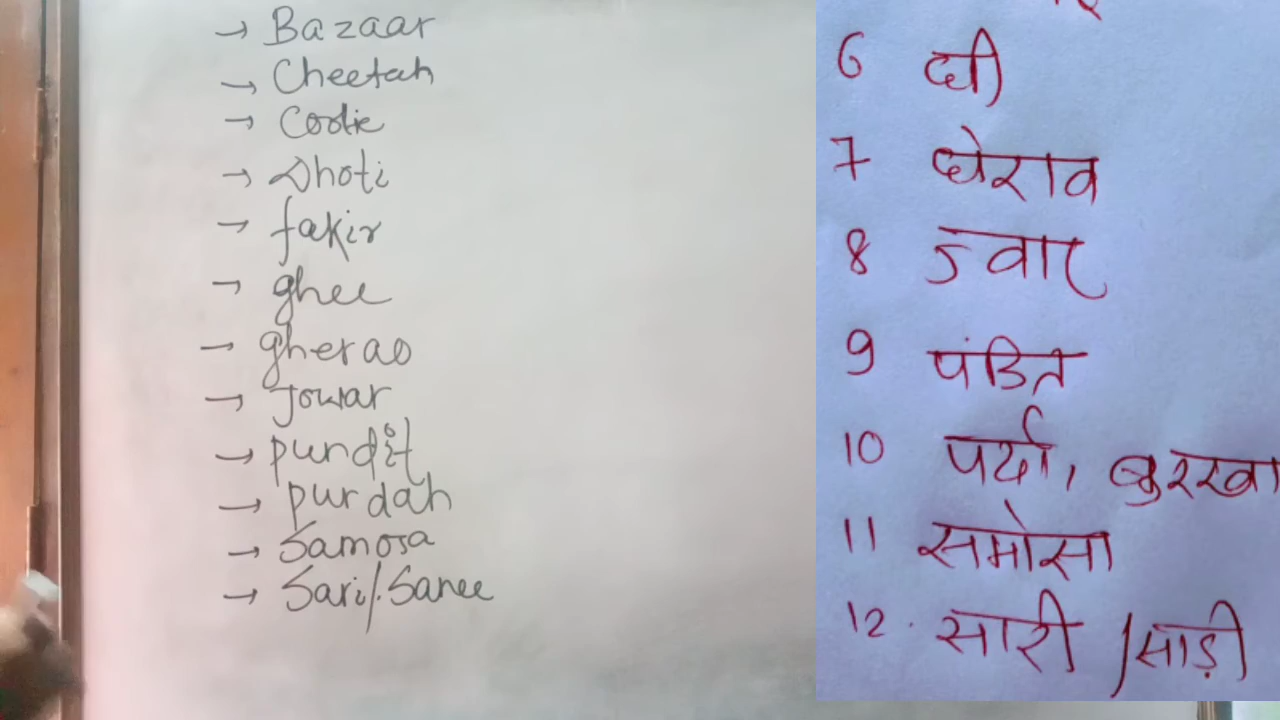 → Bazaar
→ Cheetah
→ Coolie
→ Dhoti
→ fakir
→ ghee
→ gherao
→ Jowar
→ pundit
→ purdah
→ Samosa
→ Sari/Saree
6 घी
7 घेराव
8 ज्वार
9 पंडित
10 पर्दा, बुरखा
11 समोसा
12. सारी /साड़ी